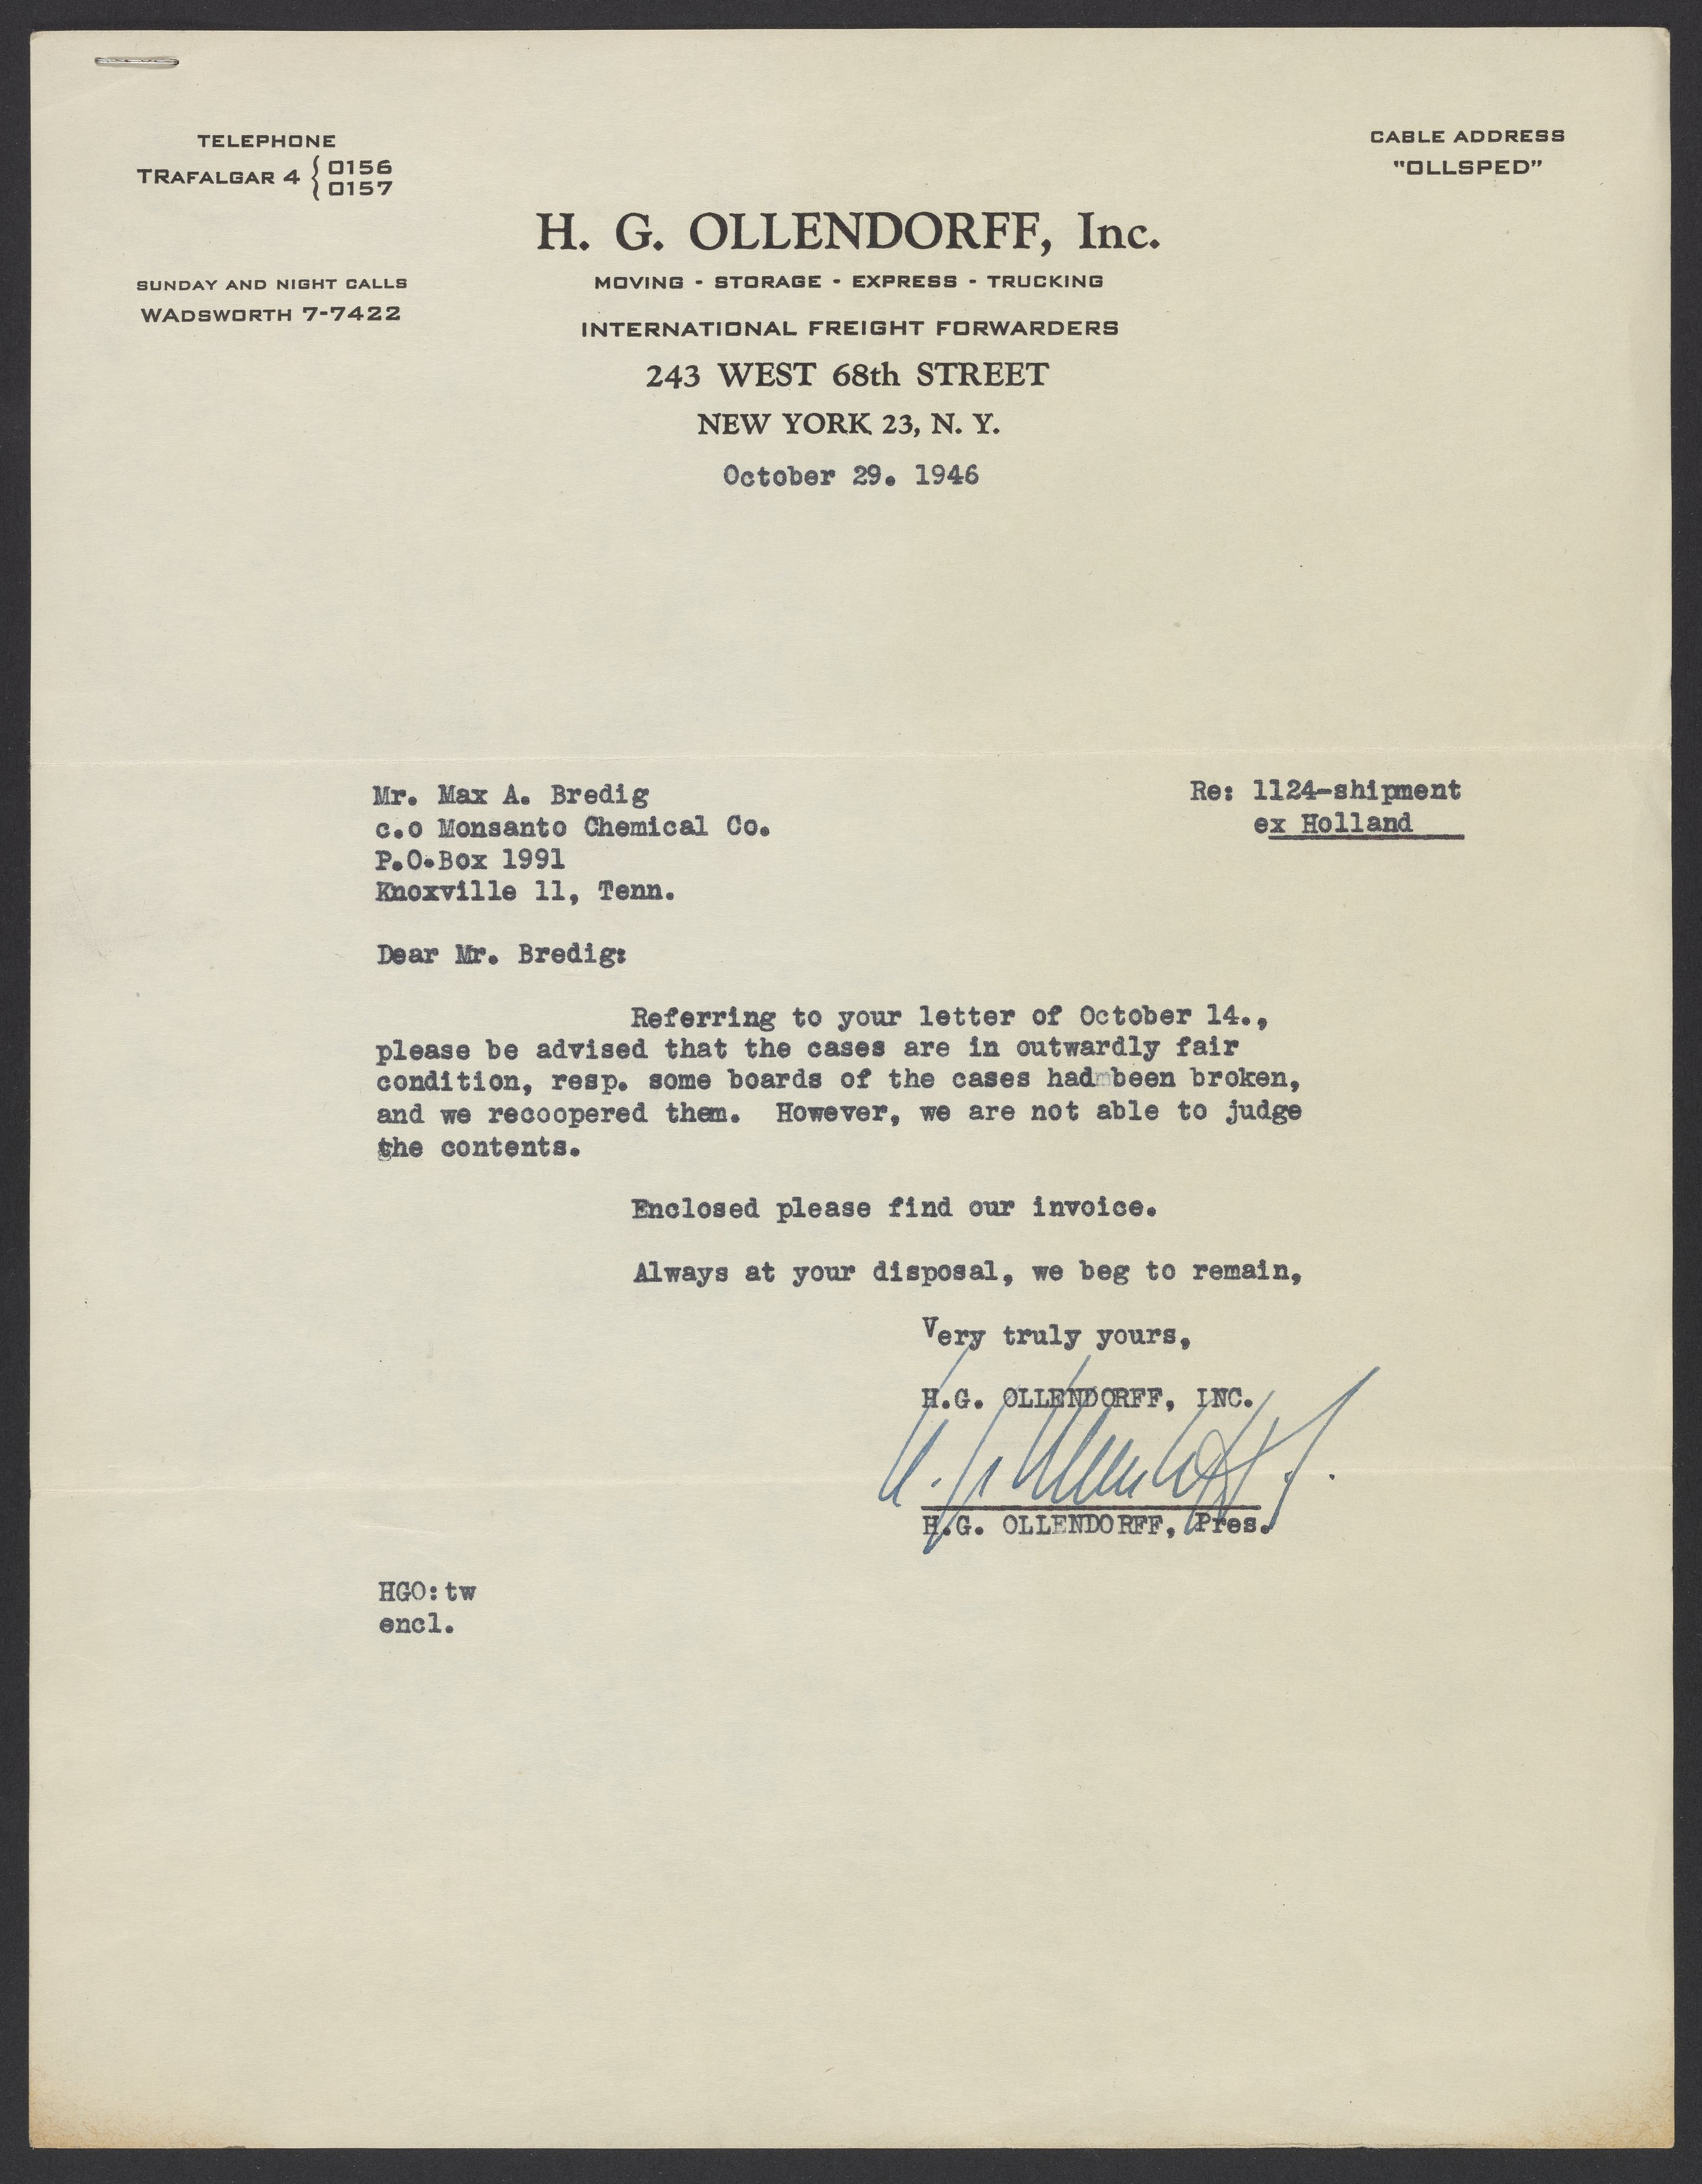 TELEPHONE
TRAFALGAR 4 { 0156
0157
CABLE ADDRESS
"OLLSPED"
H. G. OLLENDORFF, Inc.
SUNDAY AND NIGHT CALLS
WADSWORTH 7-7422
MOVING - STORAGE - EXPRESS - TRUCKING
INTERNATIONAL FREIGHT FORWARDERS
243 WEST 68th STREET
NEW YORK 23, N. Y.
October 29. 1946
Mr. Max A. Bredig
c.o Monsanto Chemical Co.
P.O.Box 1991
Knoxville 11, Tenn.
Re: 1124-shipment
ex Holland
Dear Mr. Bredig:
Referring to your letter of October 14.,
please be advised that the cases are in outwardly fair
condition, resp. some boards of the cases had been broken,
and we recoopered them. However, we are not able to judge
the contents.
Enclosed please find our invoice.
Always at your disposal, we beg to remain,
Very truly yours,
H.G. OLLENDORFF, INC.
H. G. Ollendorff
H.G. OLLENDORFF, Pres.
HGO:tw
encl.